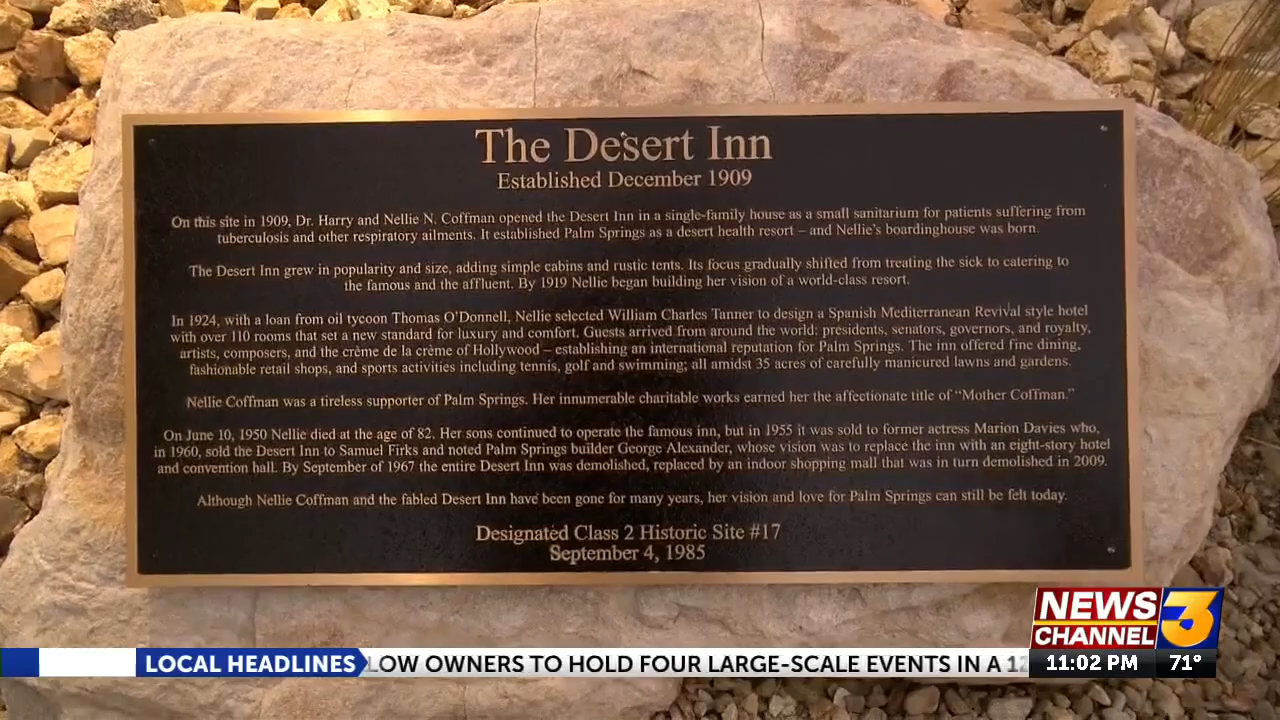 The Desert Inn
Established December 1909
On this site in 1909, Dr. Harry and Nellie N. Coffman opened the Desert Inn in a single-family house as a small sanitarium for patients suffering from
tuberculosis and other respiratory ailments. It established Palm Springs as a desert health resort – and Nellie's boardinghouse was born.
The Desert Inn grew in popularity and size, adding simple cabins and rustic tents. Its focus gradually shifted from treating the sick to catering to
the famous and the affluent. By 1919 Nellie began building her vision of a world-class resort.
In 1924, with a loan from oil tycoon Thomas O'Donnell, Nellie selected William Charles Tanner to design a Spanish Mediterranean Revival style hotel
with over 110 rooms that set a new standard for luxury and comfort. Guests arrived from around the world: presidents, senators, governors, and royalty,
artists, composers, and the crème de la crème of Hollywood – establishing an international reputation for Palm Springs. The inn offered fine dining,
fashionable retail shops, and sports activities including tennis, golf and swimming; all amidst 35 acres of carefully manicured lawns and gardens.
Nellie Coffman was a tireless supporter of Palm Springs. Her innumerable charitable works earned her the affectionate title of "Mother Coffman."
On June 10, 1950 Nellie died at the age of 82. Her sons continued to operate the famous inn, but in 1955 it was sold to former actress Marion Davies who,
in 1960, sold the Desert Inn to Samuel Firks and noted Palm Springs builder George Alexander, whose vision was to replace the inn with an eight-story hotel
and convention hall. By September of 1967 the entire Desert Inn was demolished, replaced by an indoor shopping mall that was in turn demolished in 2009.
Although Nellie Coffman and the fabled Desert Inn have been gone for many years, her vision and love for Palm Springs can still be felt today.
Designated Class 2 Historic Site #17
September 4, 1985
NEWS
CHANNEL 3
LOCAL HEADLINES LOW OWNERS TO HOLD FOUR LARGE-SCALE EVENTS IN A 12
11:02 PM 71°